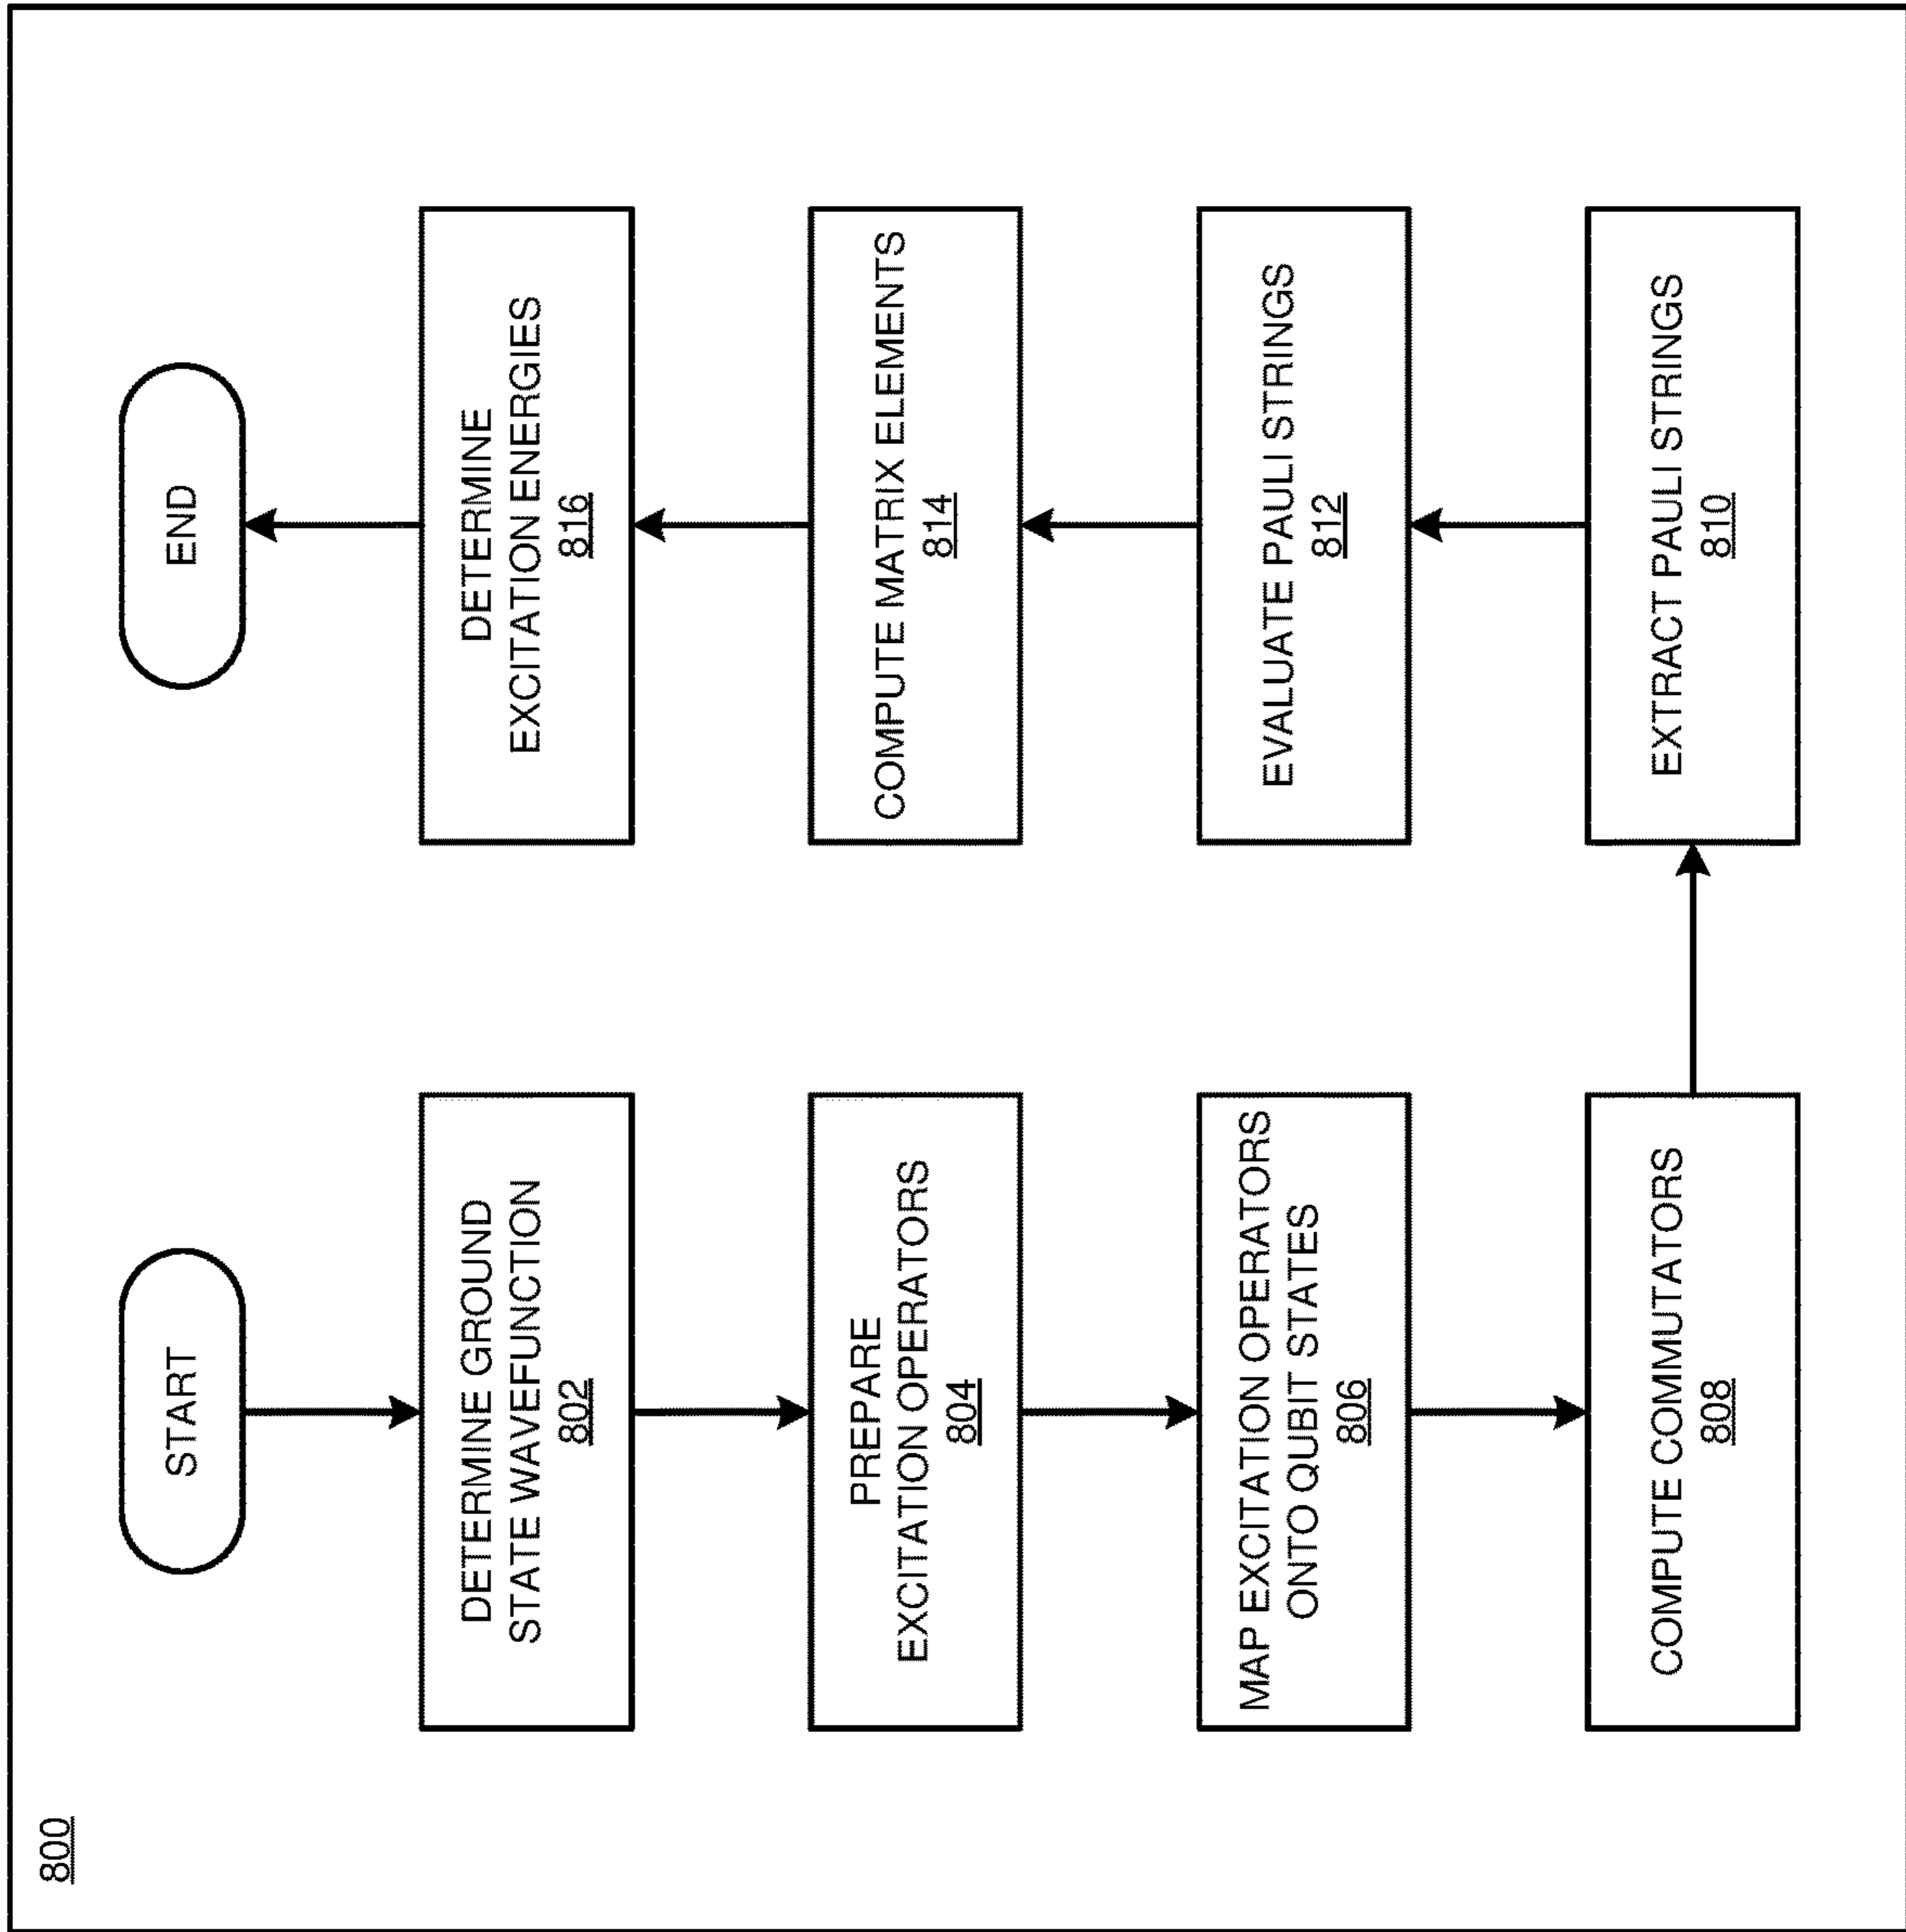 800
START
DETERMINE GROUND
STATE WAVEFUNCTION
802
PREPARE
EXCITATION OPERATORS
804
MAP EXCITATION OPERATORS
ONTO QUBIT STATES
806
COMPUTE COMMUTATORS
808
EXTRACT PAULI STRINGS
810
EVALUATE PAULI STRINGS
812
COMPUTE MATRIX ELEMENTS
814
DETERMINE
EXCITATION ENERGIES
816
END